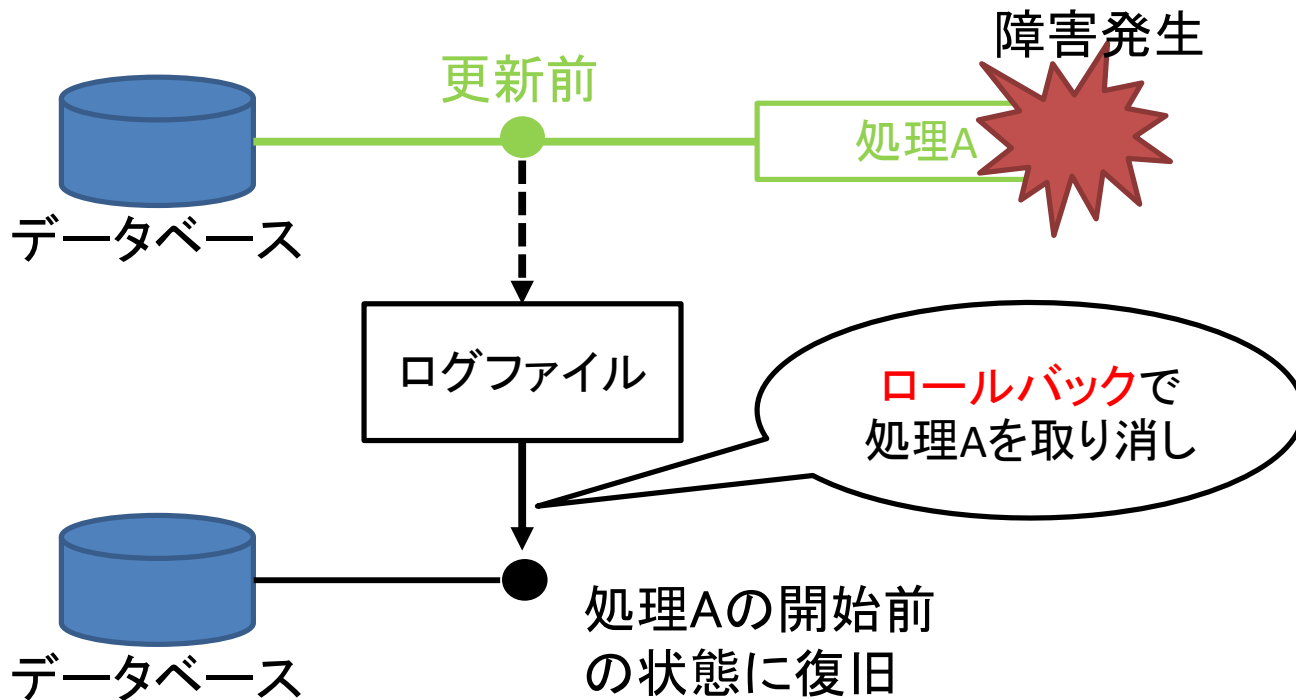 障害発生
更新前
処理A
データベース
ログファイル
ロールバックで
処理Aを取り消し
処理Aの開始前
の状態に復旧
データベース